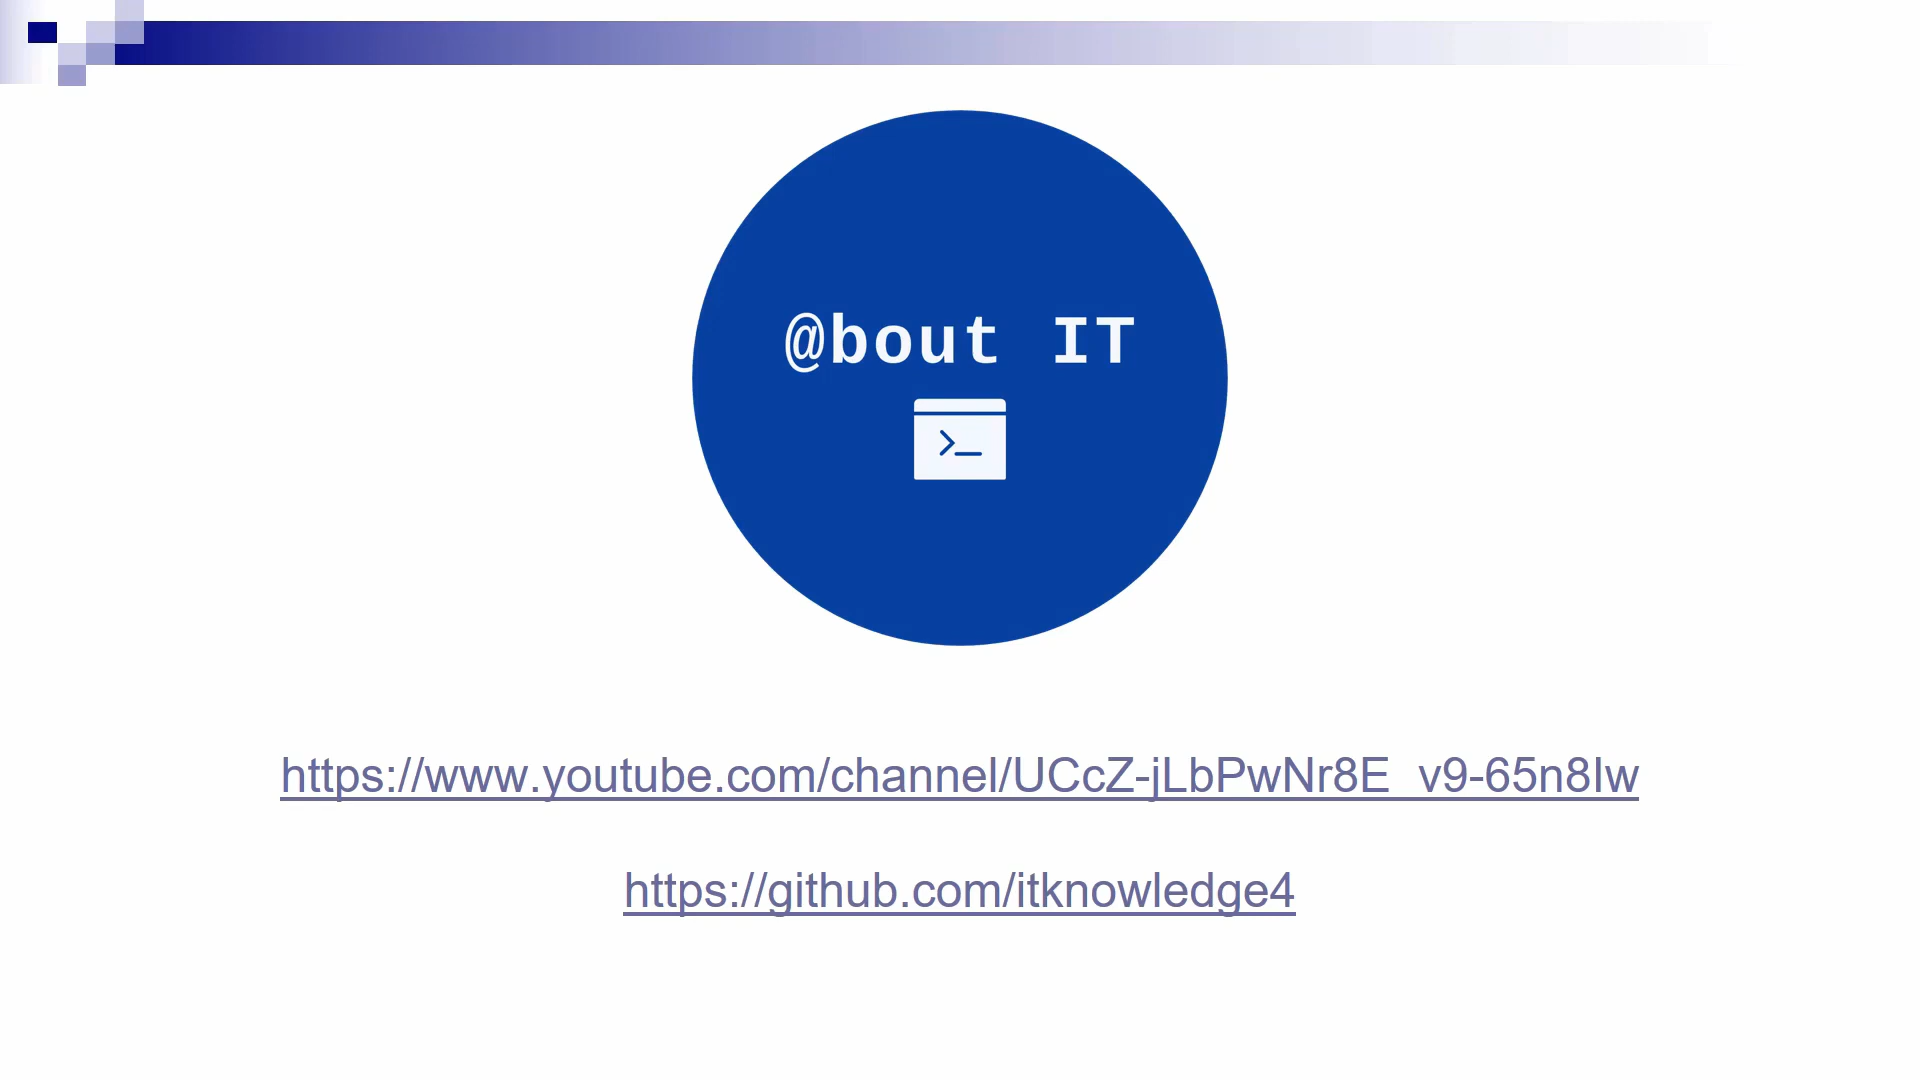 @bout IT
>_
https://www.youtube.com/channel/UCcZ-jLbPwNr8E_v9-65n8Iw
https://github.com/itknowledge4